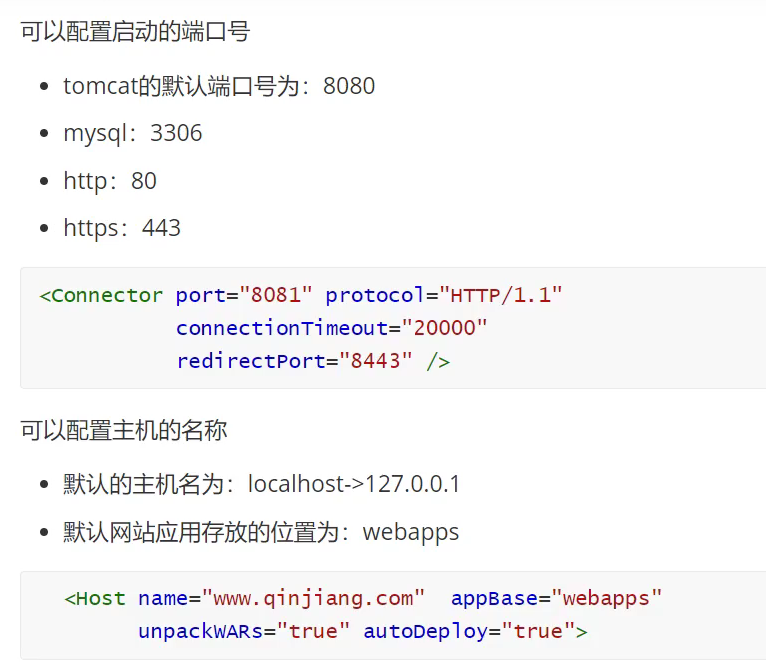 可以配置启动的端口号
tomcat的默认端口号为：8080
mysql：3306
http：80
https：443
<Connector port="8081" protocol="HTTP/1.1"
connectionTimeout="20000"
redirectPort="8443" />
可以配置主机的名称
默认的主机名为：localhost->127.0.0.1
默认网站应用存放的位置为：webapps
<Host name="www.qinjiang.com"  appBase="webapps"
unpackWARs="true" autoDeploy="true">